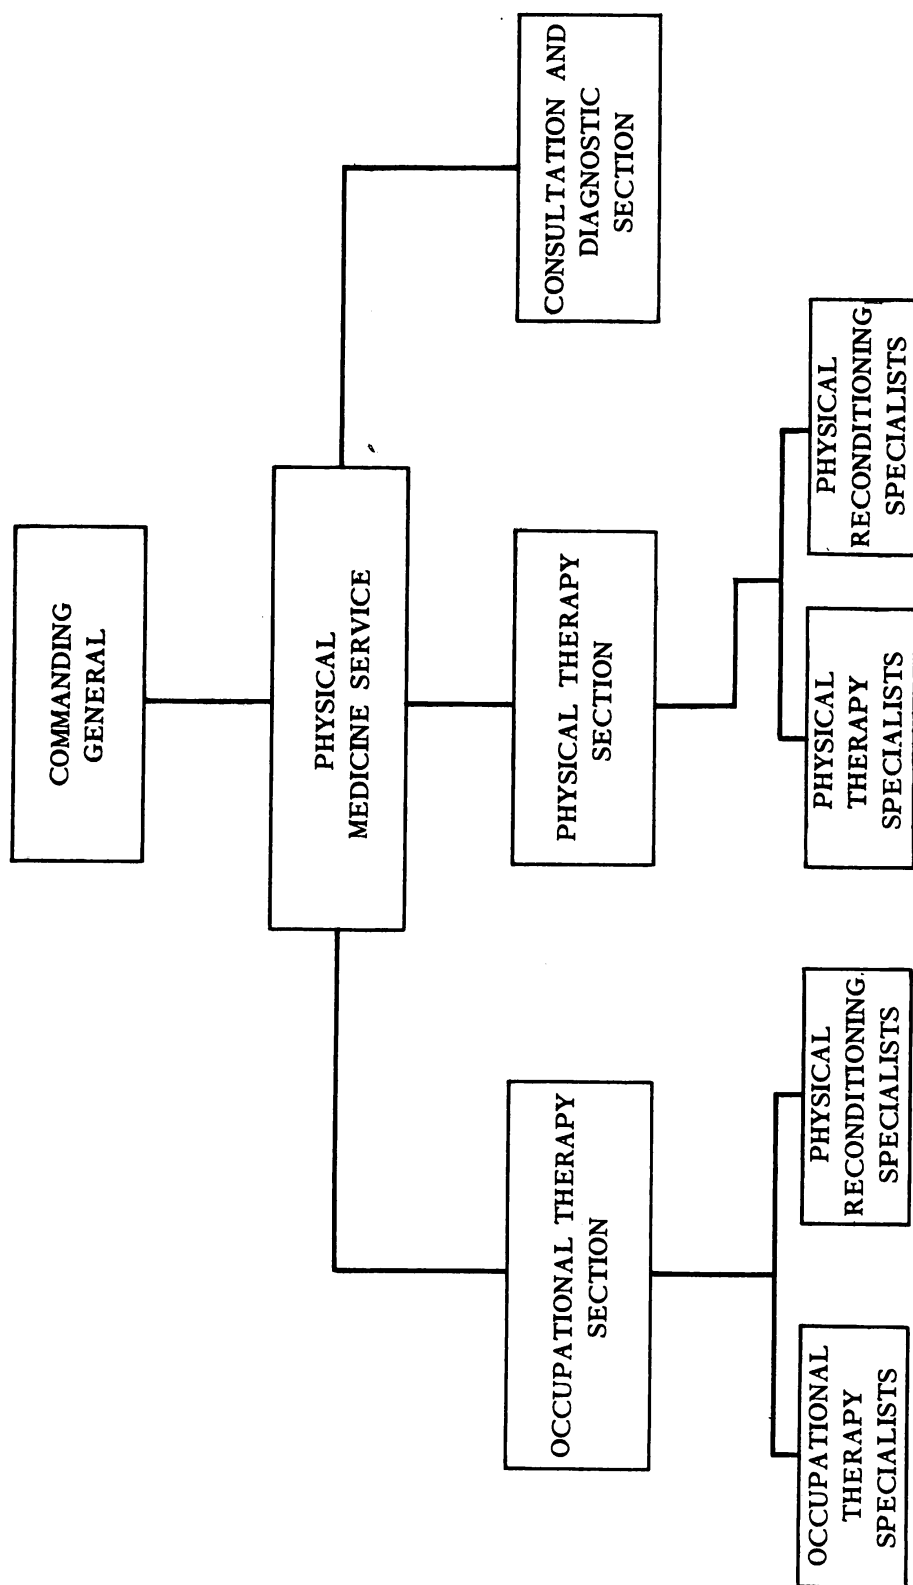 COMMANDING
GENERAL
PHYSICAL
MEDICINE SERVICE
OCCUPATIONAL THERAPY
SECTION
PHYSICAL THERAPY
SECTION
CONSULTATION AND
DIAGNOSTIC
SECTION
OCCUPATIONAL
THERAPY
SPECIALISTS
PHYSICAL
RECONDITIONING
SPECIALISTS
PHYSICAL
THERAPY
SPECIALISTS
PHYSICAL
RECONDITIONING
SPECIALISTS